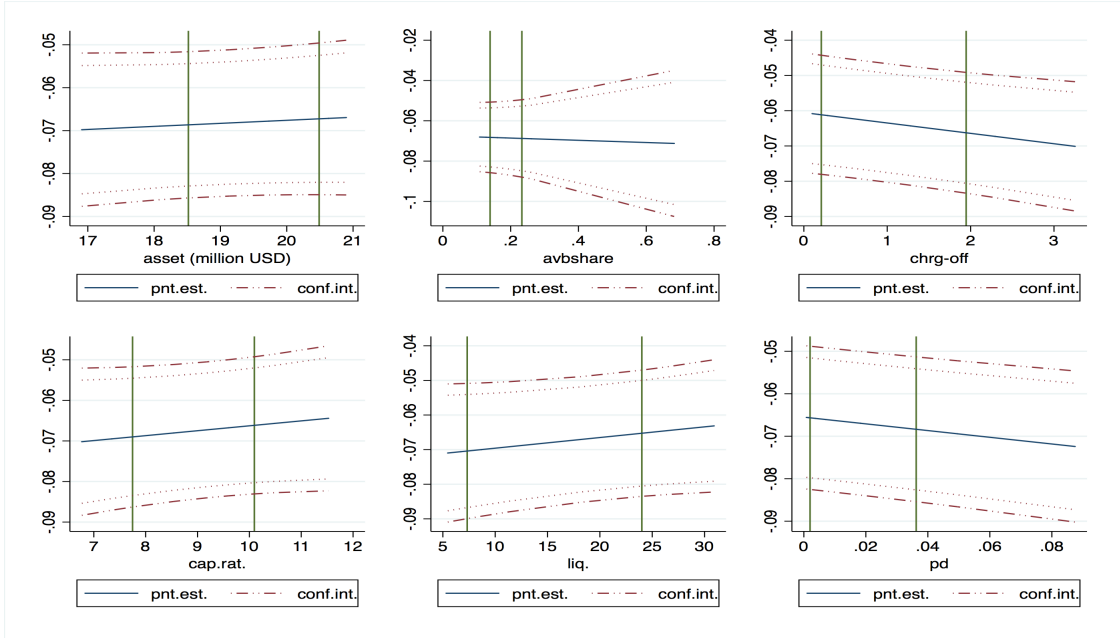 -.05
-.06
-.07
-.08
-.09
17 18 19 20 21
asset (million USD)
pnt.est. conf.int.
-.02
-.04
-.06
-.08
-.1
0 .2 .4 .6 .8
avbshare
pnt.est. conf.int.
-.04
-.05
-.06
-.07
-.08
-.09
0 1 2 3
chrg-off
pnt.est. conf.int.
-.05
-.06
-.07
-.08
-.09
7 8 9 10 11 12
cap.rat.
pnt.est. conf.int.
-.04
-.05
-.06
-.07
-.08
-.09
5 10 15 20 25 30
liq.
pnt.est. conf.int.
-.05
-.06
-.07
-.08
-.09
0 .02 .04 .06 .08
pd
pnt.est. conf.int.